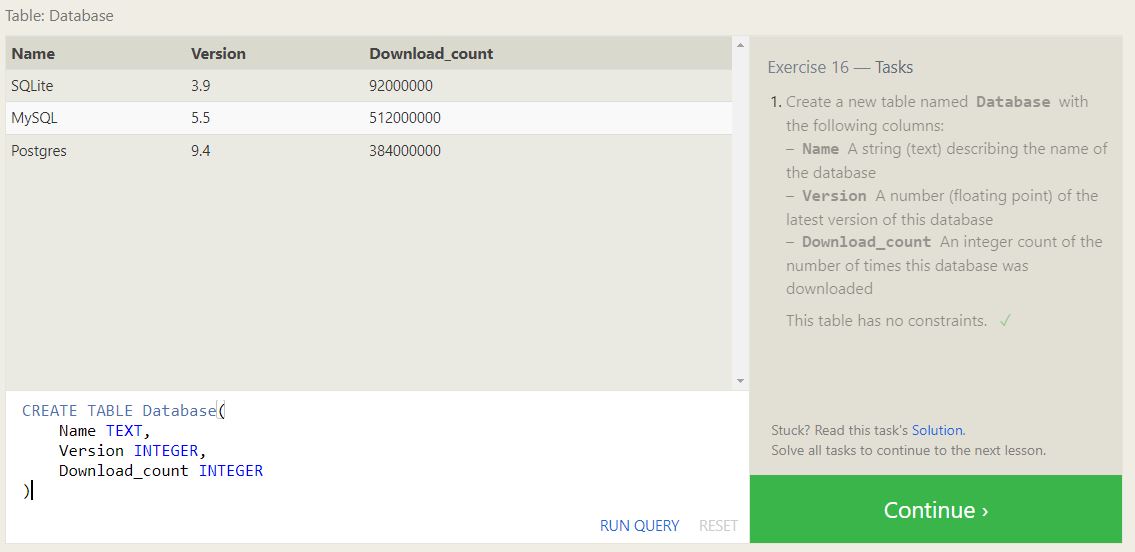 Table: Database
Name Version Download_count
SQLite 3.9 92000000
MySQL 5.5 512000000
Postgres 9.4 384000000
CREATE TABLE Database(
    Name TEXT,
    Version INTEGER,
    Download_count INTEGER
)
RUN QUERY RESET
Exercise 16 — Tasks
1. Create a new table named Database with
the following columns:
– Name A string (text) describing the name of
the database
– Version A number (floating point) of the
latest version of this database
– Download_count An integer count of the
number of times this database was
downloaded
This table has no constraints. ✓
Stuck? Read this task's Solution.
Solve all tasks to continue to the next lesson.
Continue ›